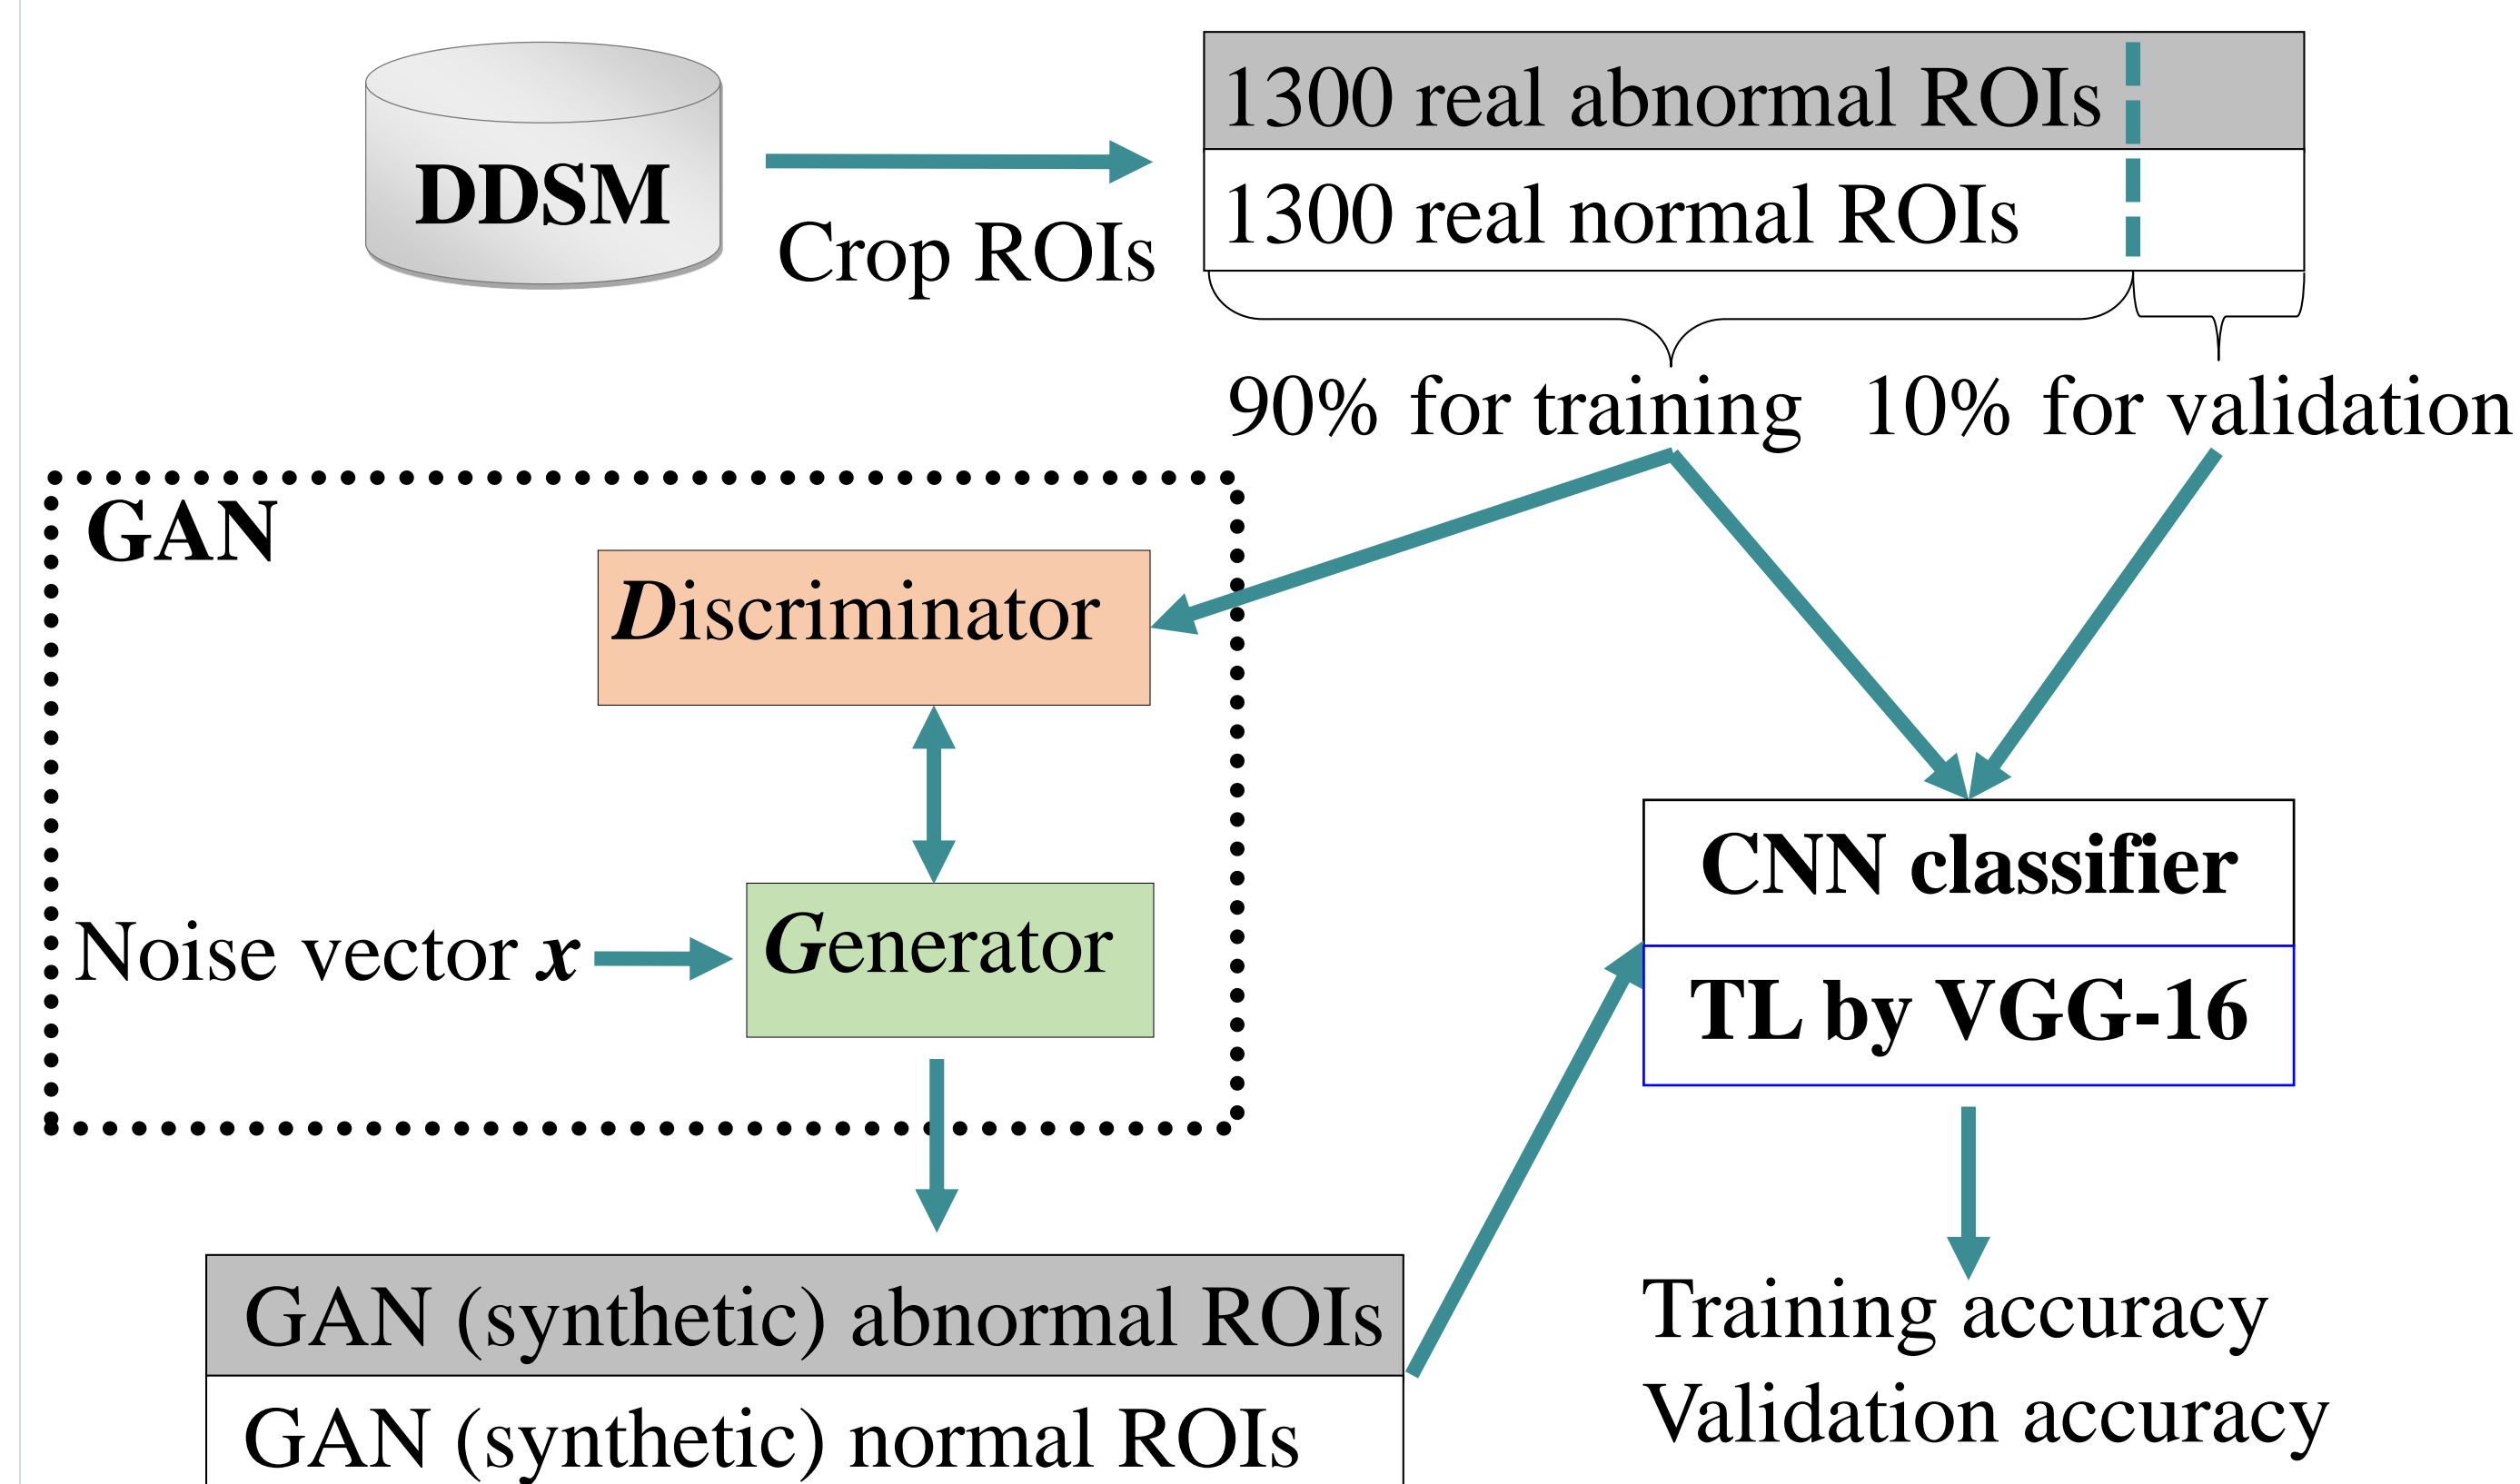 DDSM
Crop ROIs
1300 real abnormal ROIs
1300 real normal ROIs
90% for training
10% for validation
GAN
Discriminator
Noise vector x
Generator
CNN classifier
TL by VGG-16
GAN (synthetic) abnormal ROIs
GAN (synthetic) normal ROIs
Training accuracy
Validation accuracy